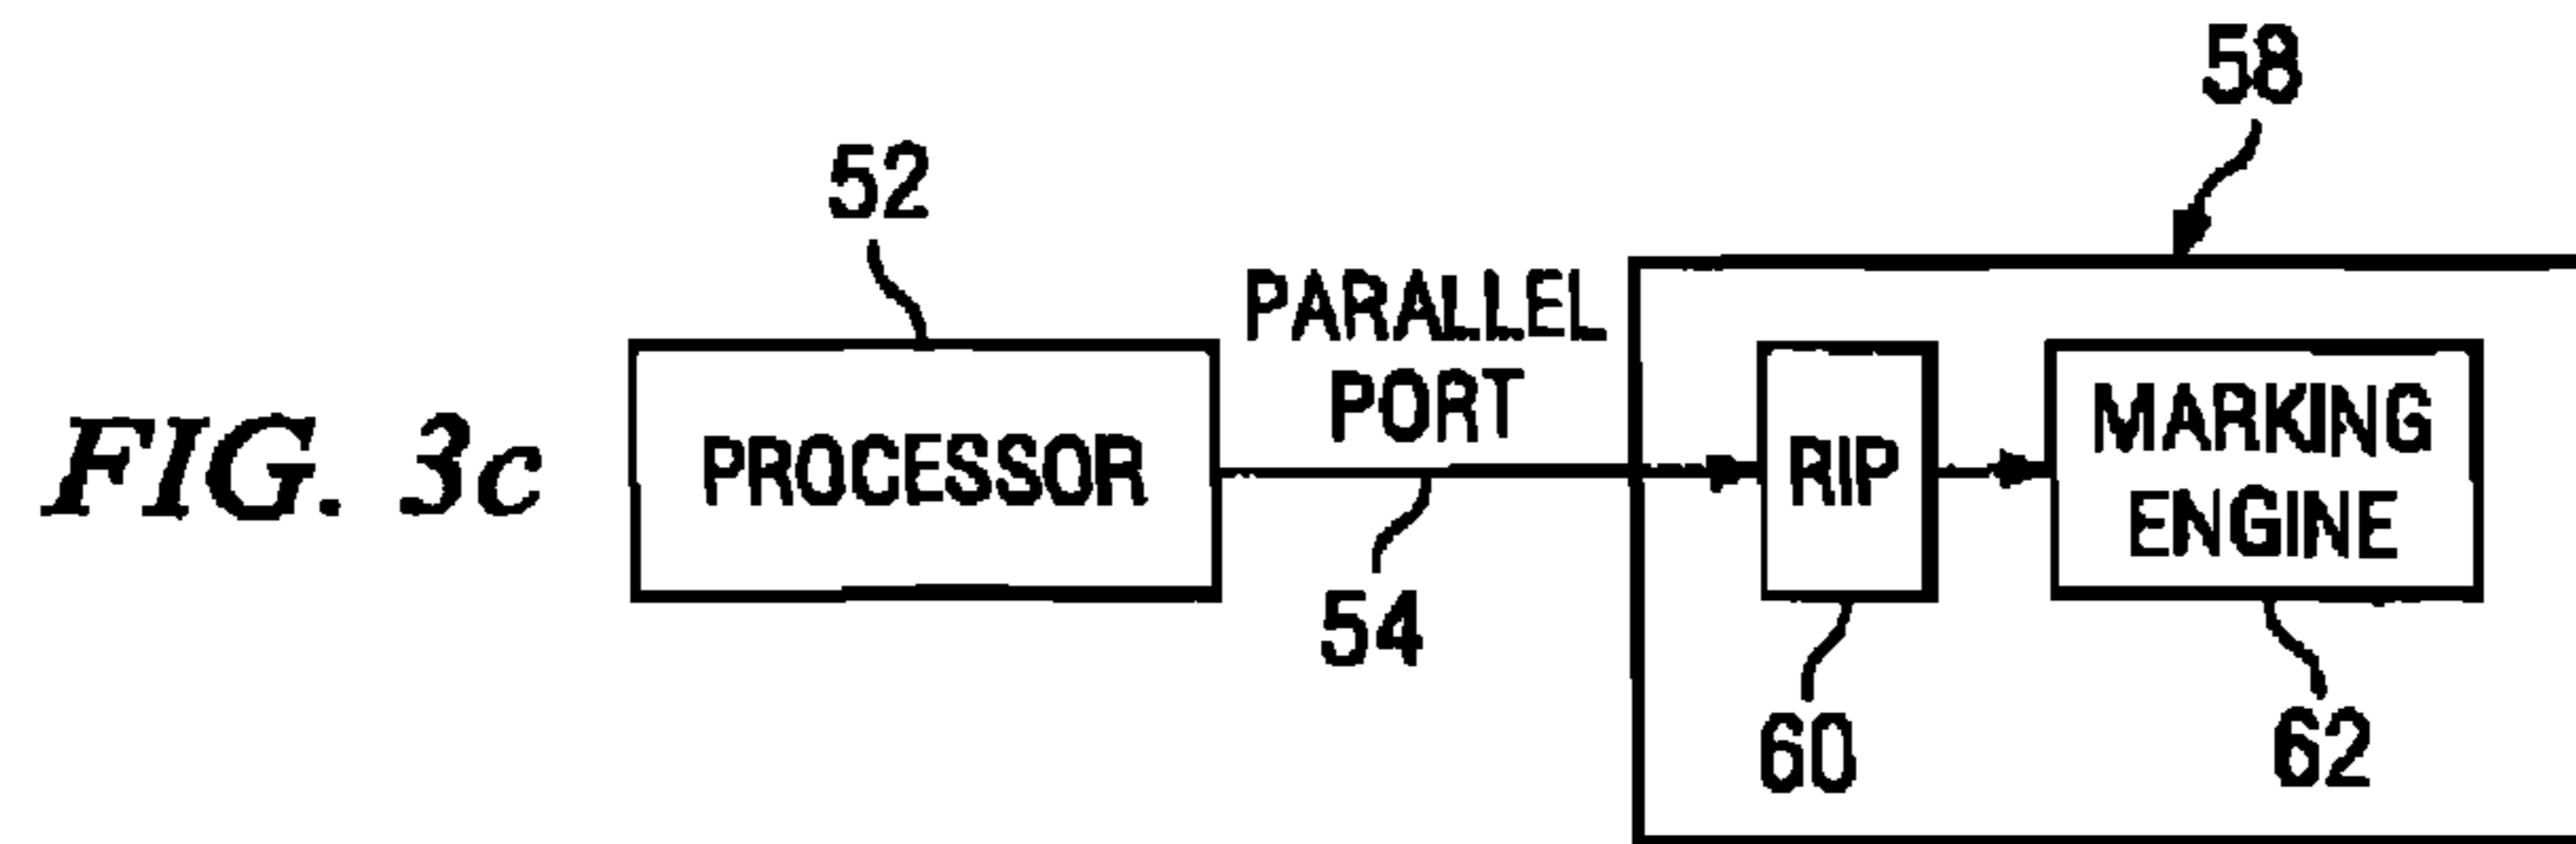 58
52
PARALLEL
PORT
FIG. 3c
PROCESSOR
RIP
MARKING
ENGINE
54
60
62